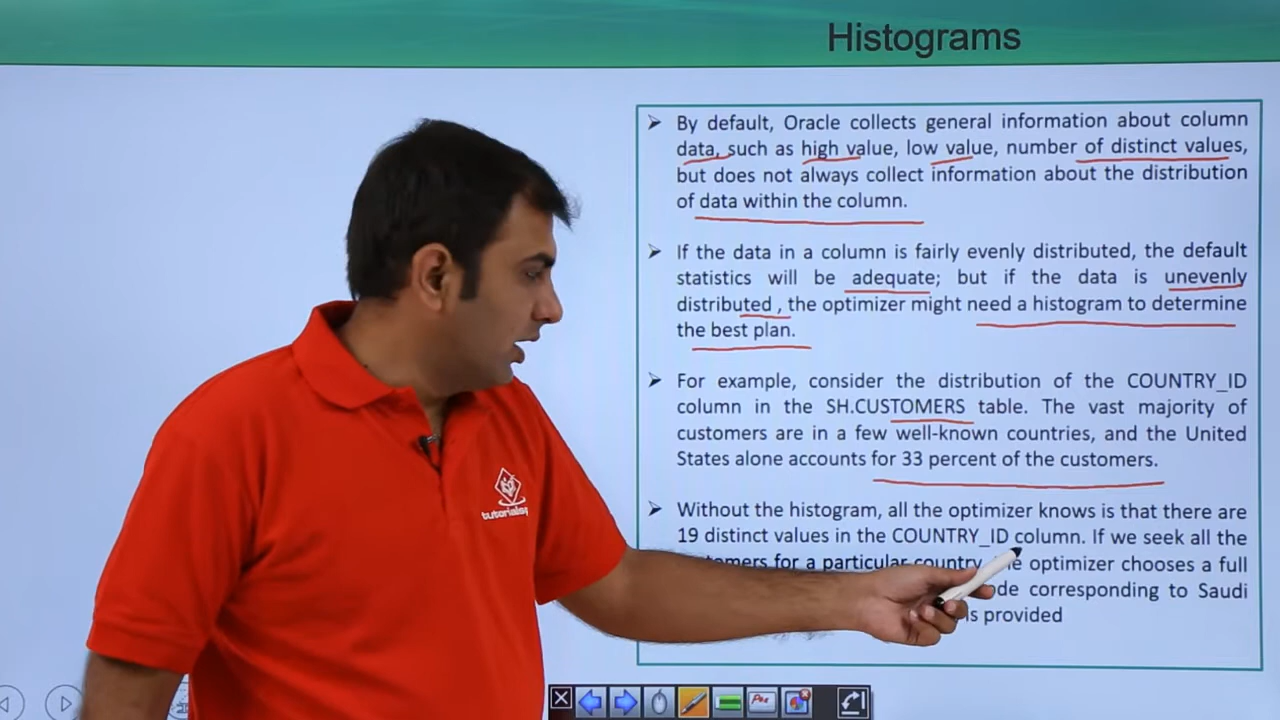 Histograms
By default, Oracle collects general information about column
data, such as high value, low value, number of distinct values,
but does not always collect information about the distribution
of data within the column.
If the data in a column is fairly evenly distributed, the default
statistics will be adequate; but if the data is unevenly
distributed , the optimizer might need a histogram to determine
the best plan.
For example, consider the distribution of the COUNTRY_ID
column in the SH.CUSTOMERS table. The vast majority of
customers are in a few well-known countries, and the United
States alone accounts for 33 percent of the customers.
Without the histogram, all the optimizer knows is that there are
19 distinct values in the COUNTRY_ID column. If we seek all the
for a particular country, optimizer chooses a full
corresponding to Saudi
is provided